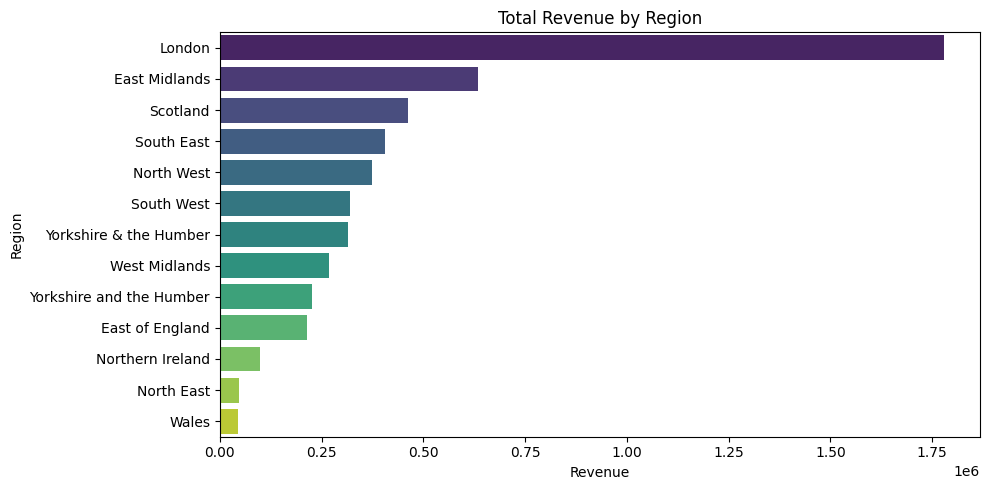 Total Revenue by Region
London
East Midlands
Scotland
South East
North West
South West
Yorkshire & the Humber
West Midlands
Yorkshire and the Humber
East of England
Northern Ireland
North East
Wales
Region
0.00 0.25 0.50 0.75 1.00 1.25 1.50 1.75
1e6
Revenue